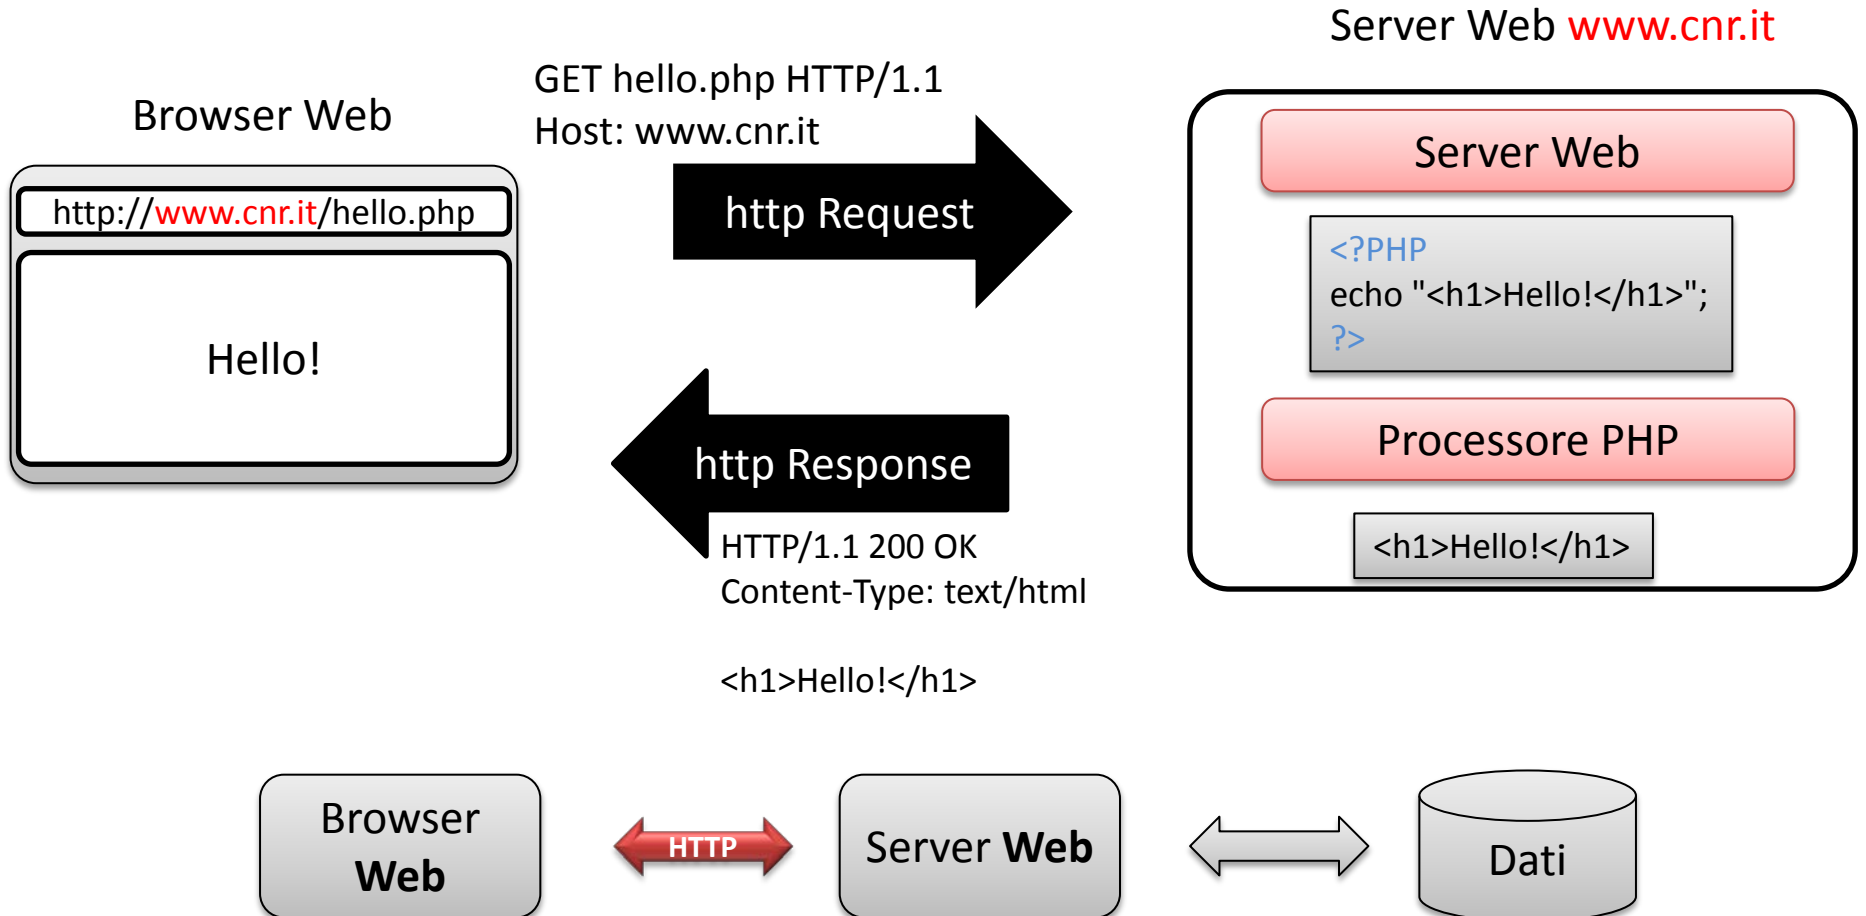 Server Web www.cnr.it
GET hello.php HTTP/1.1
Host: www.cnr.it
Browser Web
http://www.cnr.it/hello.php
Hello!
http Request
Server Web
<?PHP
echo "<h1>Hello!</h1>";
?>
Processore PHP
<h1>Hello!</h1>
http Response
HTTP/1.1 200 OK
Content-Type: text/html
<h1>Hello!</h1>
Browser
Web
HTTP
Server Web
Dati